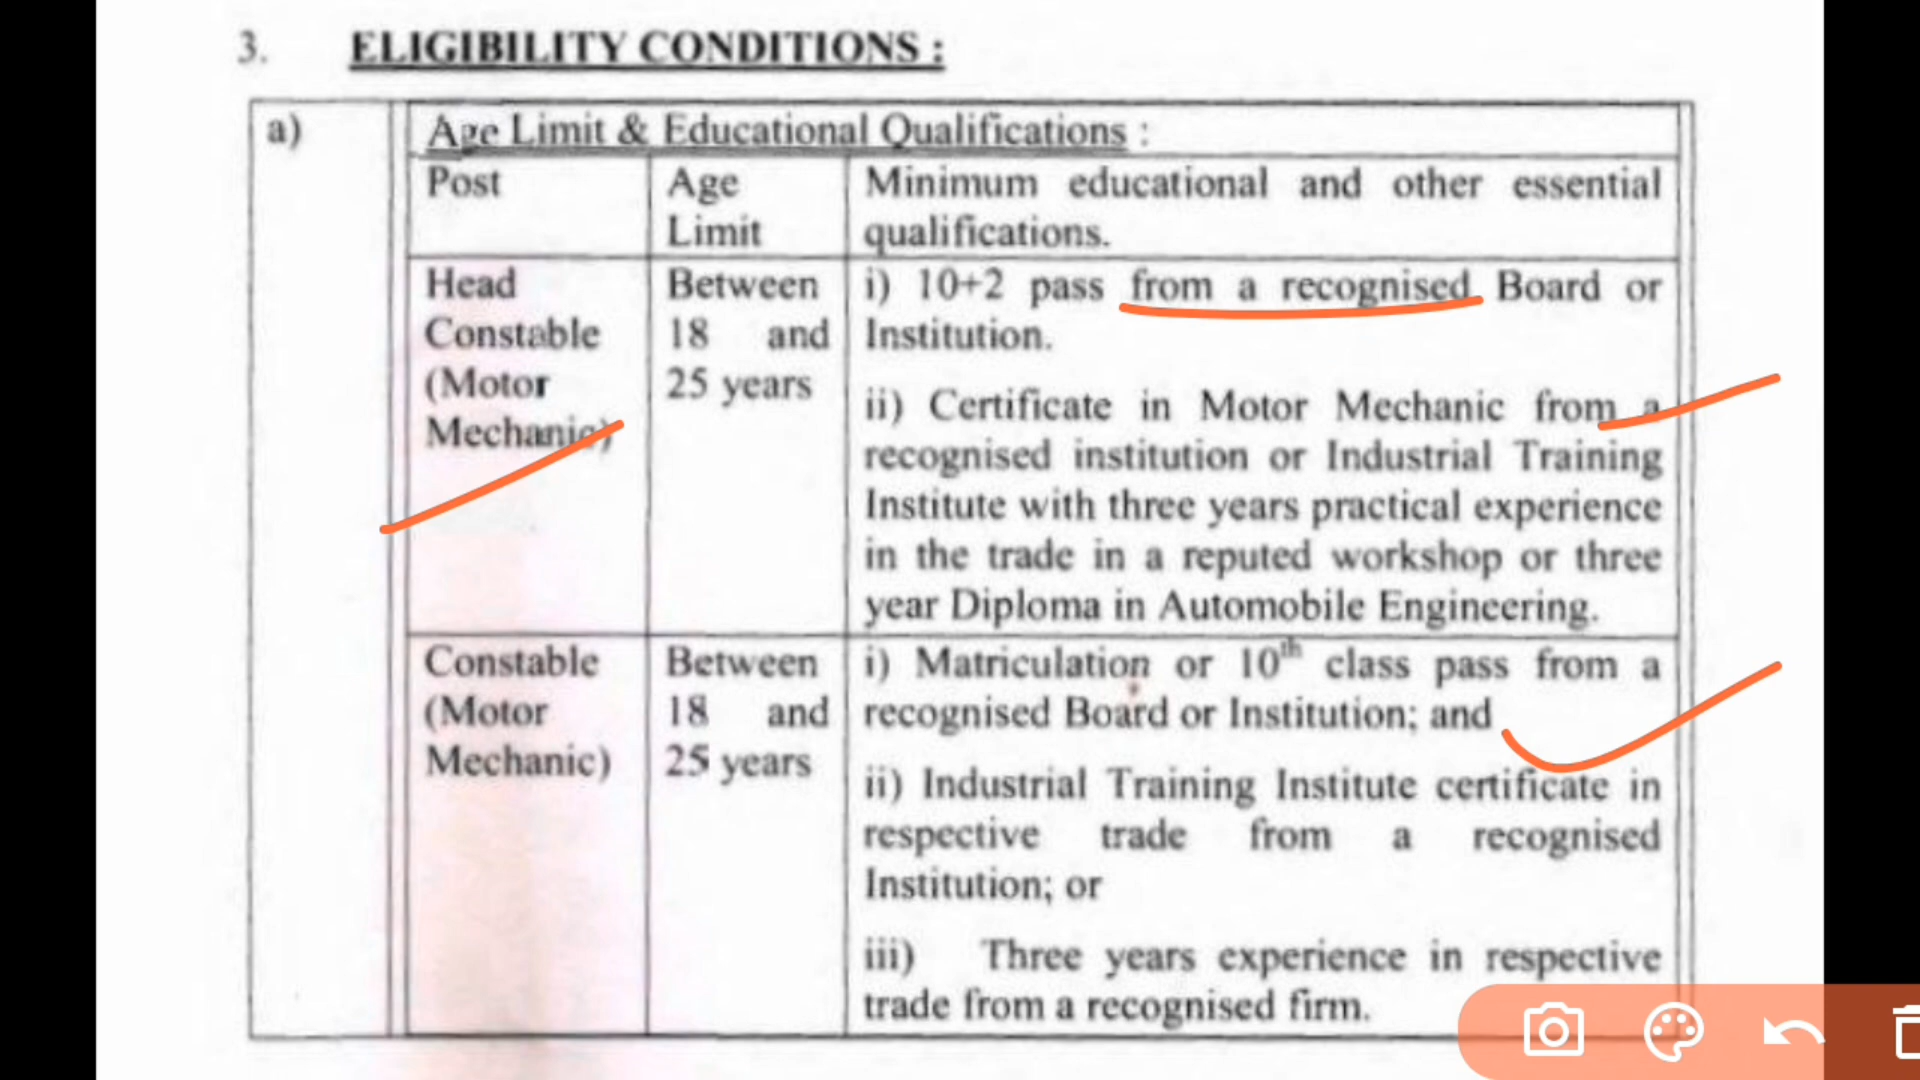 3. ELIGIBILITY CONDITIONS :
a) Age Limit & Educational Qualifications :
Post
Age
Limit
Minimum educational and other essential
qualifications.
Head
Constable
(Motor
Mechanic)
Between
18 and
25 years
i) 10+2 pass from a recognised Board or
Institution.
ii) Certificate in Motor Mechanic from a
recognised institution or Industrial Training
Institute with three years practical experience
in the trade in a reputed workshop or three
year Diploma in Automobile Engineering.
Constable
(Motor
Mechanic)
Between
18 and
25 years
i) Matriculation or 10th class pass from a
recognised Board or Institution; and
ii) Industrial Training Institute certificate in
respective trade from a recognised
Institution; or
iii) Three years experience in respective
trade from a recognised firm.